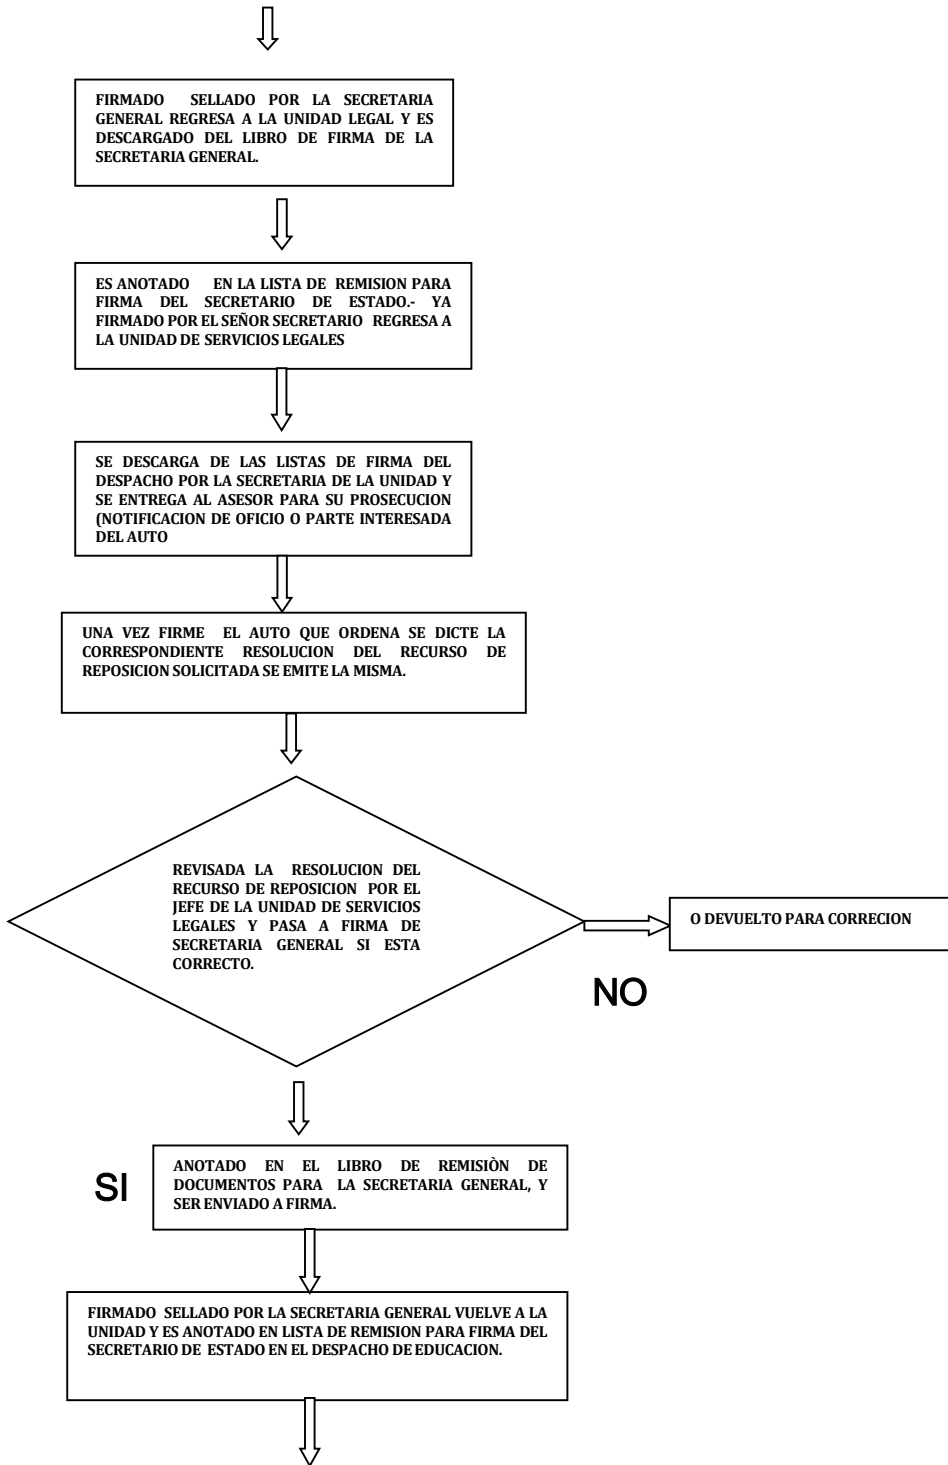 FIRMADO SELLADO POR LA SECRETARIA
GENERAL REGRESA A LA UNIDAD LEGAL Y ES
DESCARGADO DEL LIBRO DE FIRMA DE LA
SECRETARIA GENERAL.
ES ANOTADO EN LA LISTA DE REMISION PARA
FIRMA DEL SECRETARIO DE ESTADO.- YA
FIRMADO POR EL SEÑOR SECRETARIO REGRESA A
LA UNIDAD DE SERVICIOS LEGALES
SE DESCARGA DE LAS LISTAS DE FIRMA DEL
DESPACHO POR LA SECRETARIA DE LA UNIDAD Y
SE ENTREGA AL ASESOR PARA SU PROSECUCION
(NOTIFICACION DE OFICIO O PARTE INTERESADA
DEL AUTO
UNA VEZ FIRME EL AUTO QUE ORDENA SE DICTE LA
CORRESPONDIENTE RESOLUCION DEL RECURSO DE
REPOSICION SOLICITADA SE EMITE LA MISMA.
REVISADA LA RESOLUCION DEL
RECURSO DE REPOSICION POR EL
JEFE DE LA UNIDAD DE SERVICIOS
LEGALES Y PASA A FIRMA DE
SECRETARIA GENERAL SI ESTA
CORRECTO.
O DEVUELTO PARA CORRECION
NO
SI
ANOTADO EN EL LIBRO DE REMISIÒN DE
DOCUMENTOS PARA LA SECRETARIA GENERAL, Y
SER ENVIADO A FIRMA.
FIRMADO SELLADO POR LA SECRETARIA GENERAL VUELVE A LA
UNIDAD Y ES ANOTADO EN LISTA DE REMISION PARA FIRMA DEL
SECRETARIO DE ESTADO EN EL DESPACHO DE EDUCACION.